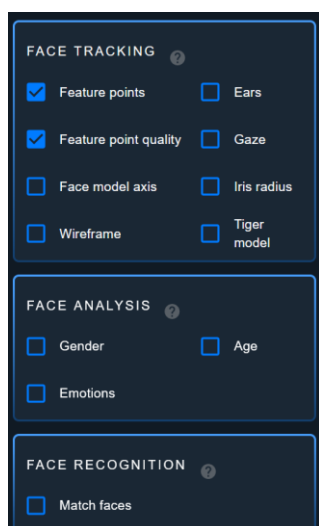 FACE TRACKING ?
Feature points
Ears
Feature point quality
Gaze
Face model axis
Iris radius
Wireframe
Tiger
model
FACE ANALYSIS ?
Gender
Age
Emotions
FACE RECOGNITION ?
Match faces